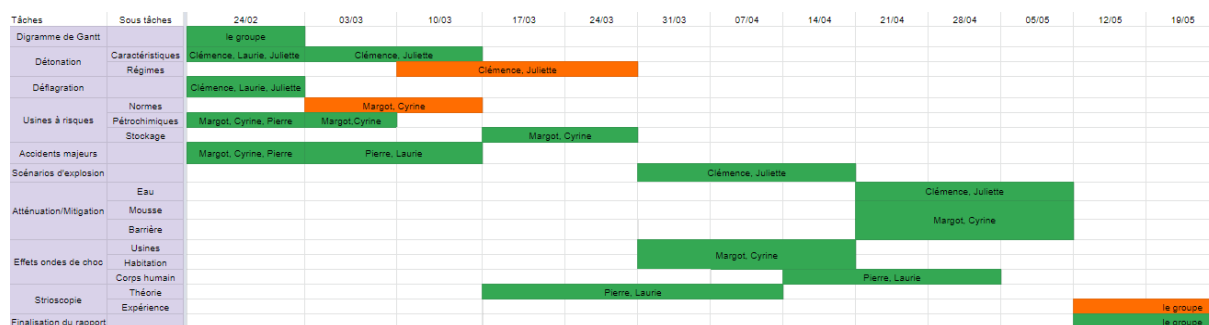 Tâches Sous tâches 24/02 03/03 10/03 17/03 24/03 31/03 07/04 14/04 21/04 28/04 05/05 12/05 19/05
Digramme de Gantt le groupe
Détonation Caractéristiques Clémence, Laurie, Juliette Clémence, Juliette
Régimes Clémence, Juliette
Déflagration Clémence, Laurie, Juliette
Usines à risques Normes Margot, Cyrine
Pétrochimiques Margot, Cyrine, Pierre Margot,Cyrine
Stockage Margot, Cyrine
Accidents majeurs Margot, Cyrine, Pierre Pierre, Laurie
Scénarios d'explosion Clémence, Juliette
Atténuation/Mitigation Eau Clémence, Juliette
Mousse Margot, Cyrine
Barrière
Effets ondes de choc Usines Margot, Cyrine
Habitation
Corps humain Pierre, Laurie
Strioscopie Théorie Pierre, Laurie
Expérience le groupe
Finalisation du rapport le groupe